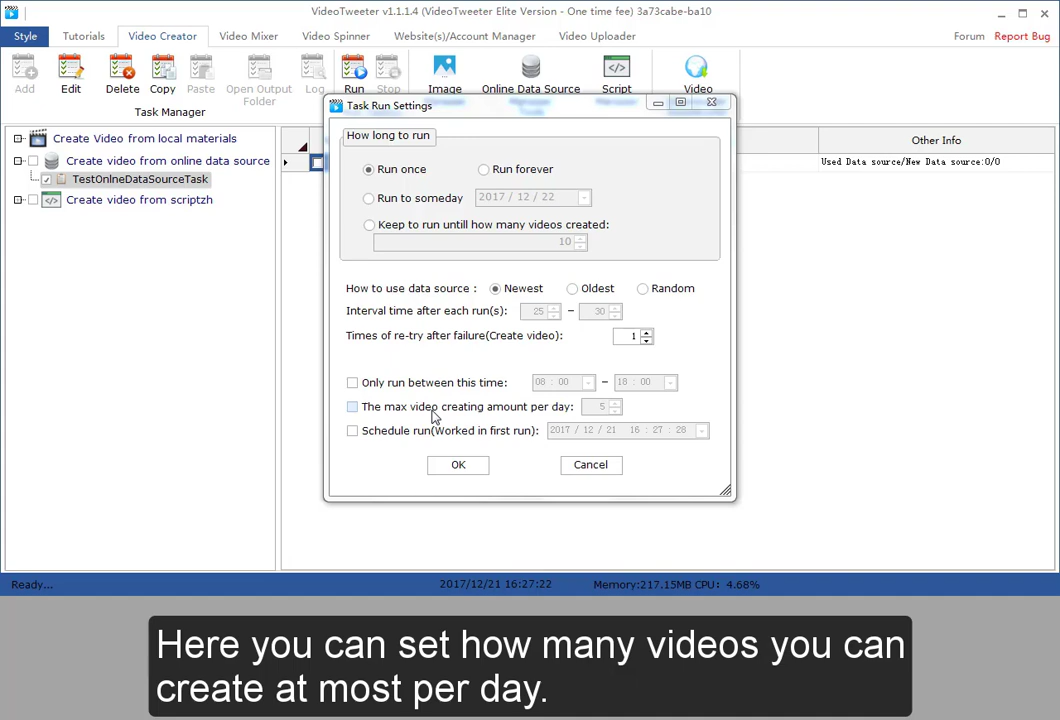 VideoTweeter v1.1.1.4 (VideoTweeter Elite Version - One time fee) 3a73cabe-ba10
Style Tutorials Video Creator Video Mixer Video Spinner Website(s)/Account Manager Video Uploader Forum Report Bug
Add Edit Delete Copy Paste Open Output Folder Log Run Stop Image Online Data Source Script Video
Task Manager
Task Run Settings
Create Video from local materials
Create video from online data source
TestOnlneDataSourceTask
Create video from scriptzh
Other Info
Used Data source/New Data source:0/0
How long to run
Run once Run forever
Run to someday 2017 / 12 / 22
Keep to run untill how many videos created:
10
How to use data source : Newest Oldest Random
Interval time after each run(s): 25 – 30
Times of re-try after failure(Create video): 1
Only run between this time: 08 : 00 – 18 : 00
The max video creating amount per day: 5
Schedule run(Worked in first run): 2017 / 12 / 21 16 : 27 : 28
OK Cancel
Ready... 2017/12/21 16:27:22 Memory:217.15MB CPU: 4.68%
Here you can set how many videos you can
create at most per day.